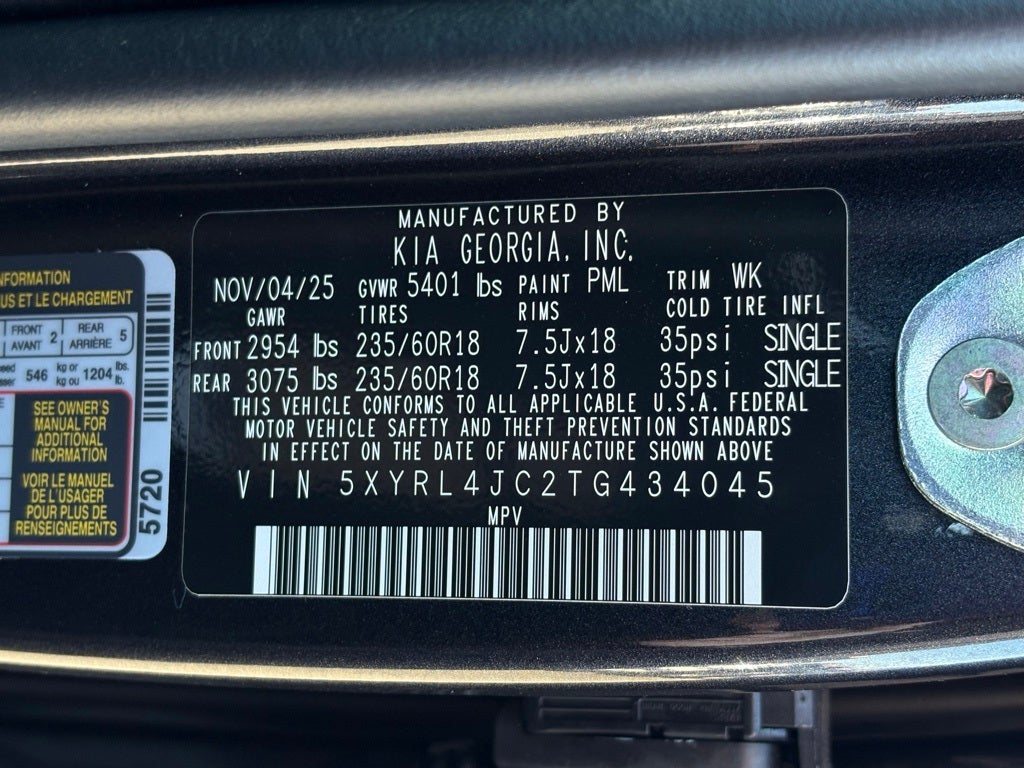 MANUFACTURED BY
KIA GEORGIA, INC.
NOV/04/25 GVWR 5401 lbs PAINT PML TRIM WK
GAWR TIRES RIMS COLD TIRE INFL
FRONT 2954 lbs 235/60R18 7.5Jx18 35psi SINGLE
REAR 3075 lbs 235/60R18 7.5Jx18 35psi SINGLE
THIS VEHICLE CONFORMS TO ALL APPLICABLE U.S.A. FEDERAL
MOTOR VEHICLE SAFETY AND THEFT PREVENTION STANDARDS
IN EFFECT ON THE DATE OF MANUFACTURE SHOWN ABOVE
VIN 5XYRL4JC2TG434045
MPV
ET LE CHARGEMENT
FRONT 2 REAR 5
AVANT ARRIÈRE
546 kg or 1204 lbs.
kg ou lb.
SEE OWNER'S
MANUAL FOR
ADDITIONAL
INFORMATION
VOIR LE MANUEL
DE L'USAGER
POUR PLUS DE
RENSEIGNEMENTS
5720